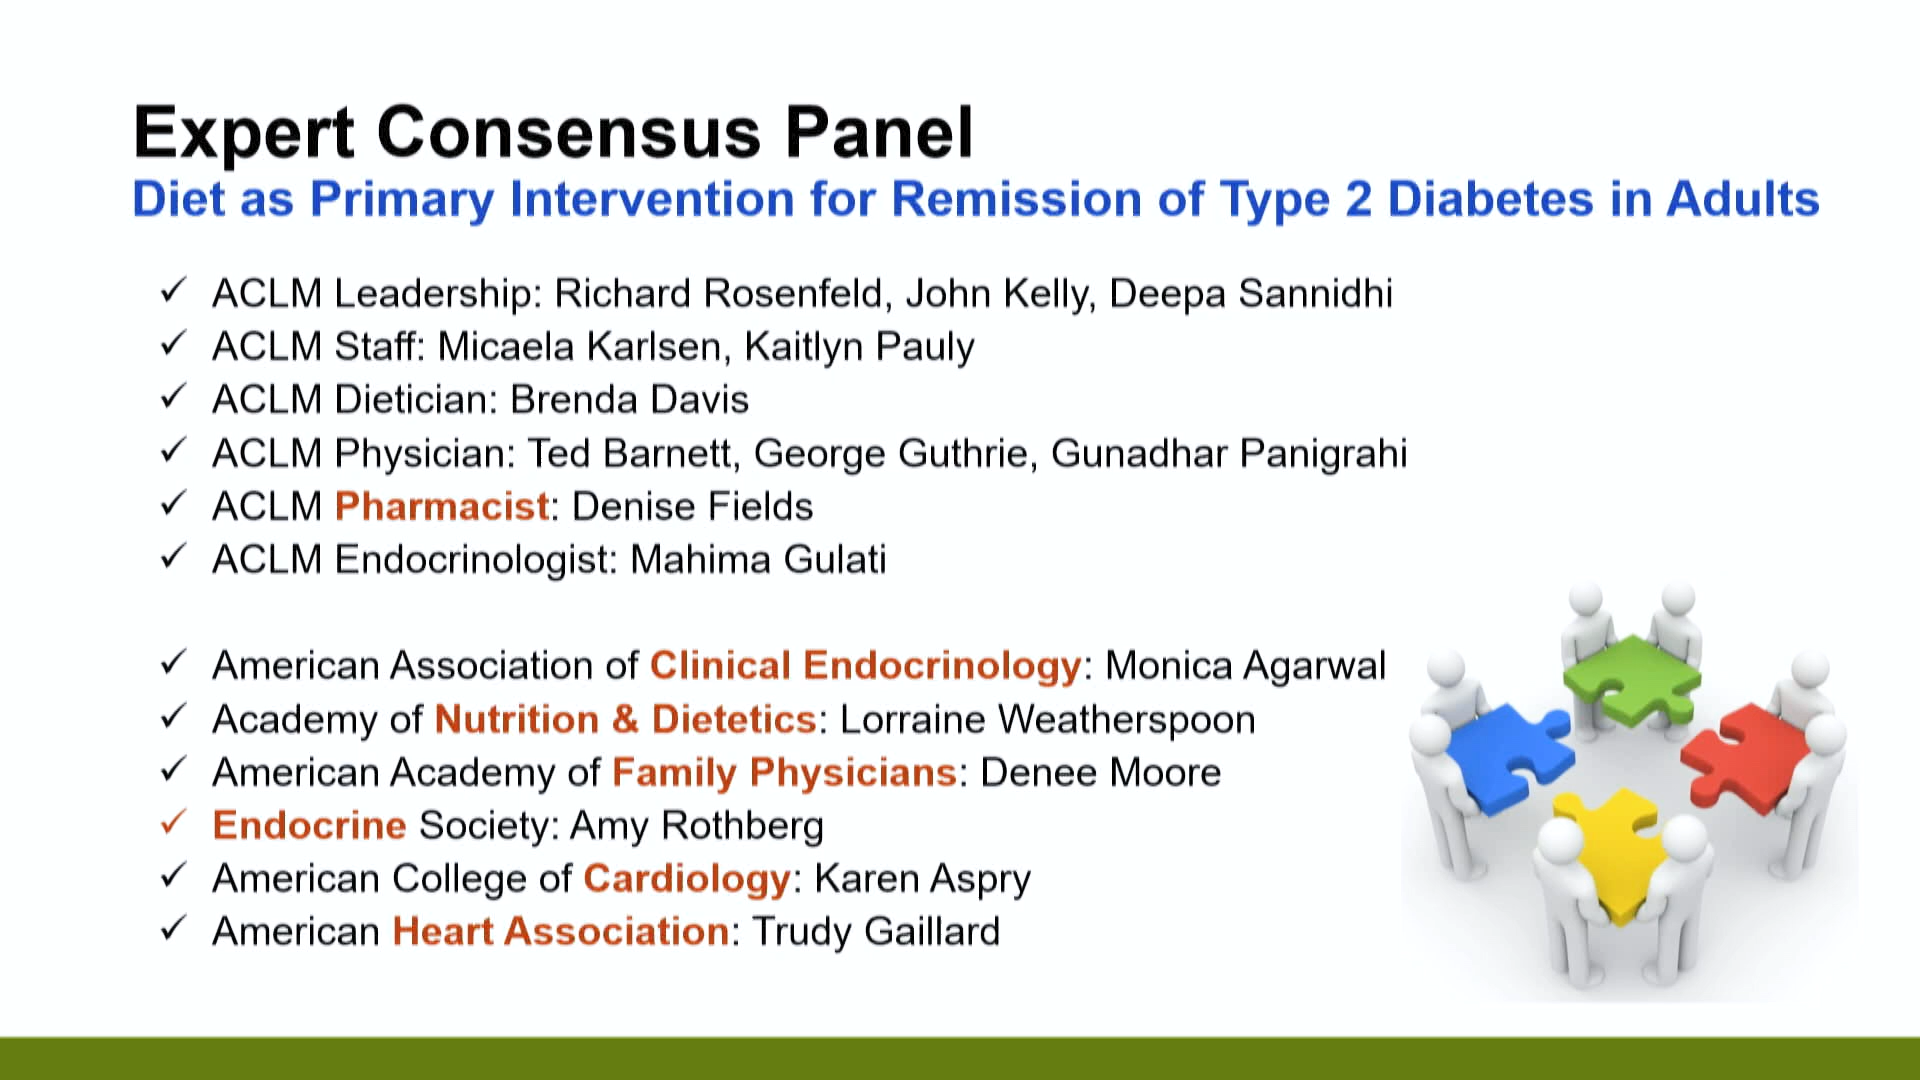 Expert Consensus Panel
Diet as Primary Intervention for Remission of Type 2 Diabetes in Adults
✓ ACLM Leadership: Richard Rosenfeld, John Kelly, Deepa Sannidhi
✓ ACLM Staff: Micaela Karlsen, Kaitlyn Pauly
✓ ACLM Dietician: Brenda Davis
✓ ACLM Physician: Ted Barnett, George Guthrie, Gunadhar Panigrahi
✓ ACLM Pharmacist: Denise Fields
✓ ACLM Endocrinologist: Mahima Gulati
✓ American Association of Clinical Endocrinology: Monica Agarwal
✓ Academy of Nutrition & Dietetics: Lorraine Weatherspoon
✓ American Academy of Family Physicians: Denee Moore
✓ Endocrine Society: Amy Rothberg
✓ American College of Cardiology: Karen Aspry
✓ American Heart Association: Trudy Gaillard